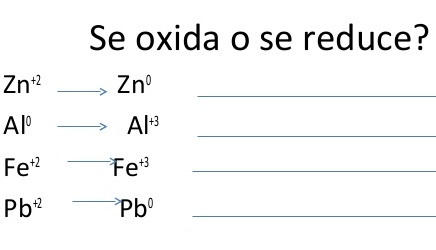 Se oxida o se reduce?
Zn⁺² → Zn⁰
Al⁰ → Al⁺³
Fe⁺² → Fe⁺³
Pb⁺² → Pb⁰